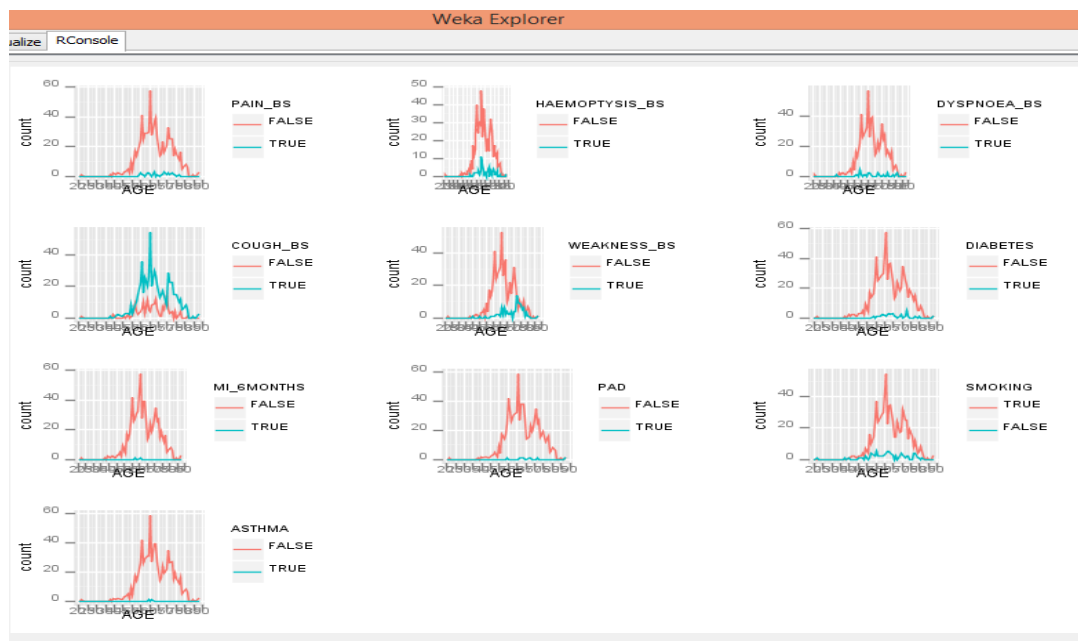 Weka Explorer
ualize RConsole
60
40
20
0
count
AGE
PAIN_BS
FALSE
TRUE
50
40
30
20
10
0
count
AGE
HAEMOPTYSIS_BS
FALSE
TRUE
40
20
0
count
AGE
DYSPNOEA_BS
FALSE
TRUE
40
20
0
count
AGE
COUGH_BS
FALSE
TRUE
40
20
0
count
AGE
WEAKNESS_BS
FALSE
TRUE
60
40
20
0
count
AGE
DIABETES
FALSE
TRUE
60
40
20
0
count
AGE
MI_6MONTHS
FALSE
TRUE
60
40
20
0
count
AGE
PAD
FALSE
TRUE
40
20
0
count
AGE
SMOKING
TRUE
FALSE
60
40
20
0
count
AGE
ASTHMA
FALSE
TRUE